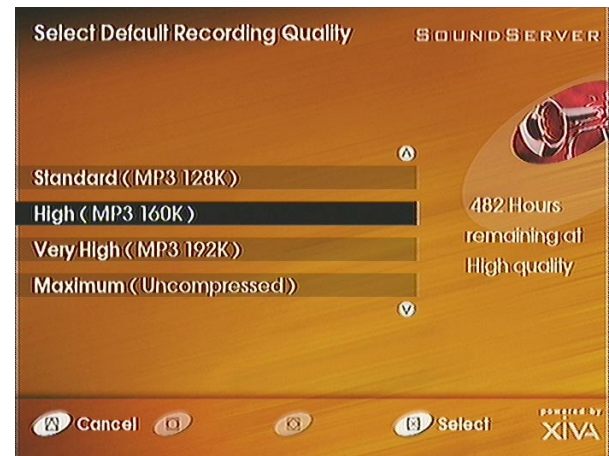 Select Default Recording Quality
SOUNDSERVER
Standard (MP3 128K)
High (MP3 160K)
Very High (MP3 192K)
Maximum (Uncompressed)
482 Hours
remaining at
High quality
Cancel
Select
powered by
XIVA